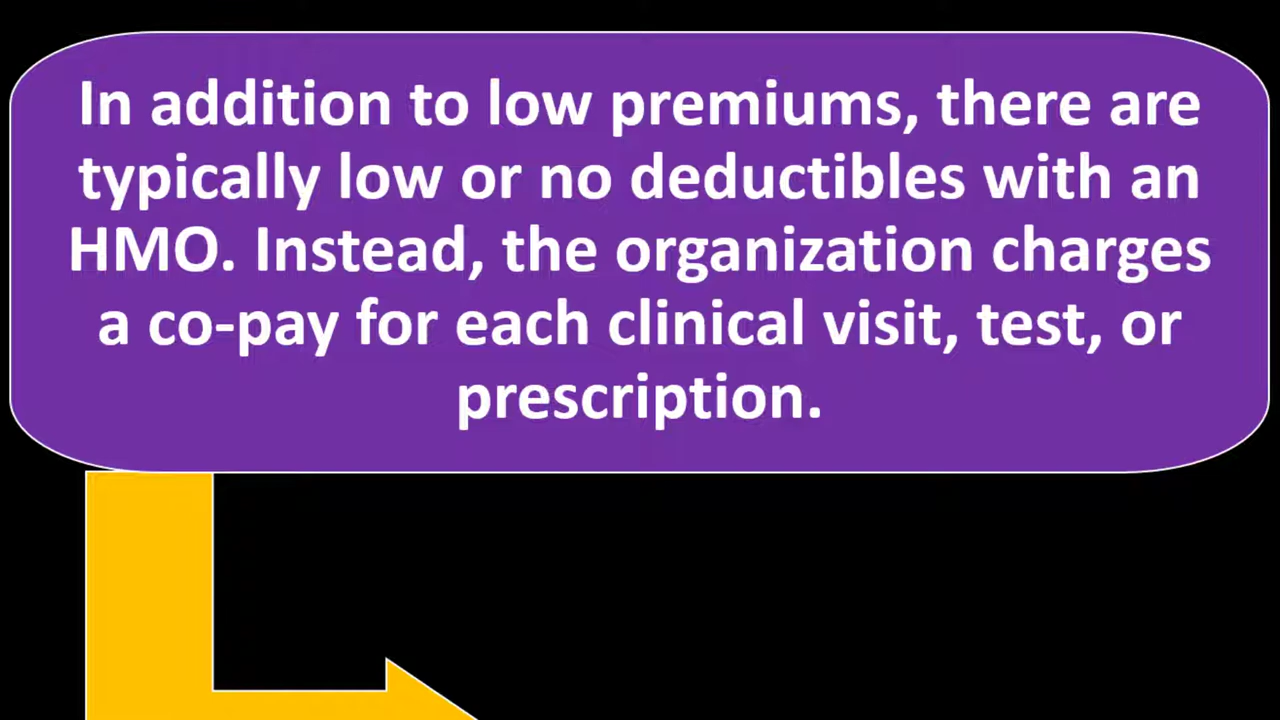 In addition to low premiums, there are
typically low or no deductibles with an
HMO. Instead, the organization charges
a co-pay for each clinical visit, test, or
prescription.